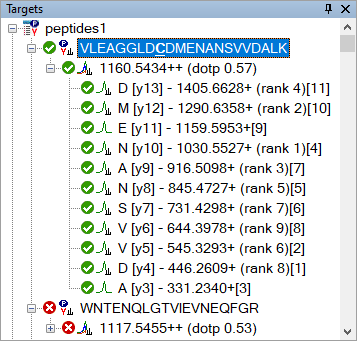 Targets
peptides1
VLEAGGLDCDMENANSVVDALK
1160.5434++ (dotp 0.57)
D [y13] - 1405.6628+ (rank 4)[11]
M [y12] - 1290.6358+ (rank 2)[10]
E [y11] - 1159.5953+[9]
N [y10] - 1030.5527+ (rank 1)[4]
A [y9] - 916.5098+ (rank 3)[7]
N [y8] - 845.4727+ (rank 5)[5]
S [y7] - 731.4298+ (rank 7)[6]
V [y6] - 644.3978+ (rank 9)[8]
V [y5] - 545.3293+ (rank 6)[2]
D [y4] - 446.2609+ (rank 8)[1]
A [y3] - 331.2340+[3]
WNTENQLGTVIEVNEQFGR
1117.5455++ (dotp 0.53)